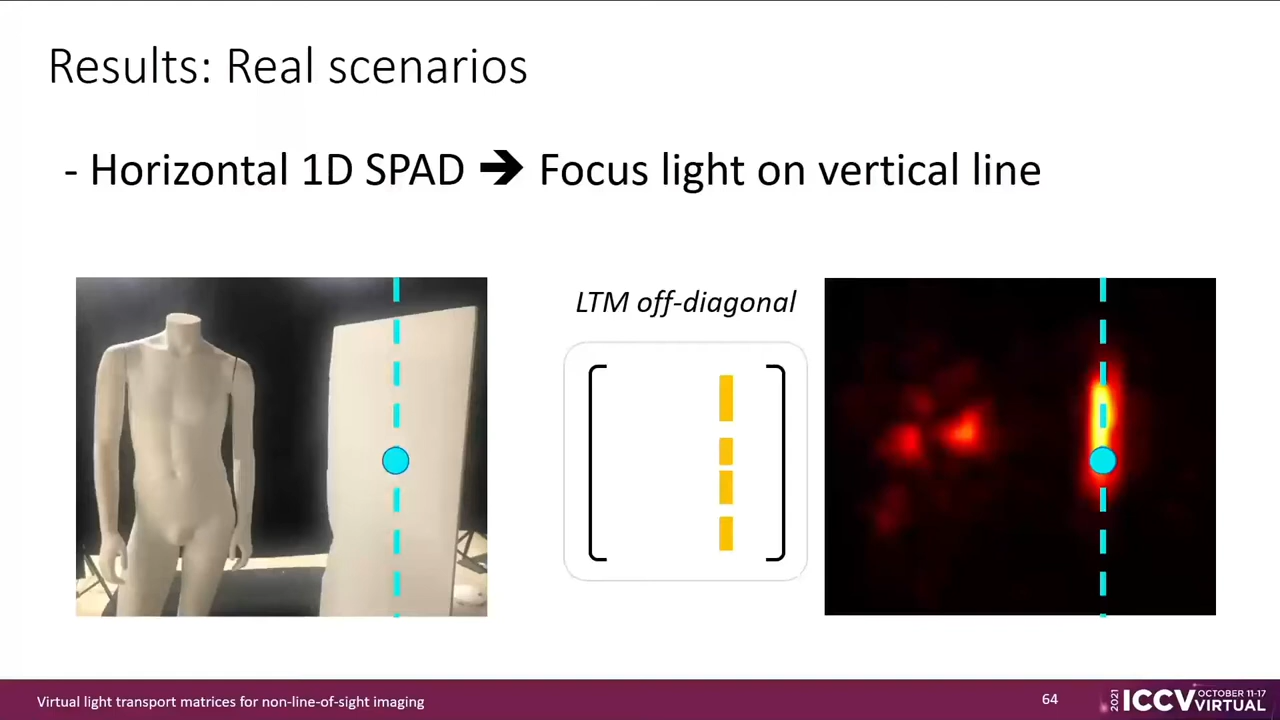 Results: Real scenarios
- Horizontal 1D SPAD ➔ Focus light on vertical line
LTM off-diagonal
Virtual light transport matrices for non-line-of-sight imaging
64
2021
ICCV
OCTOBER 11-17
VIRTUAL